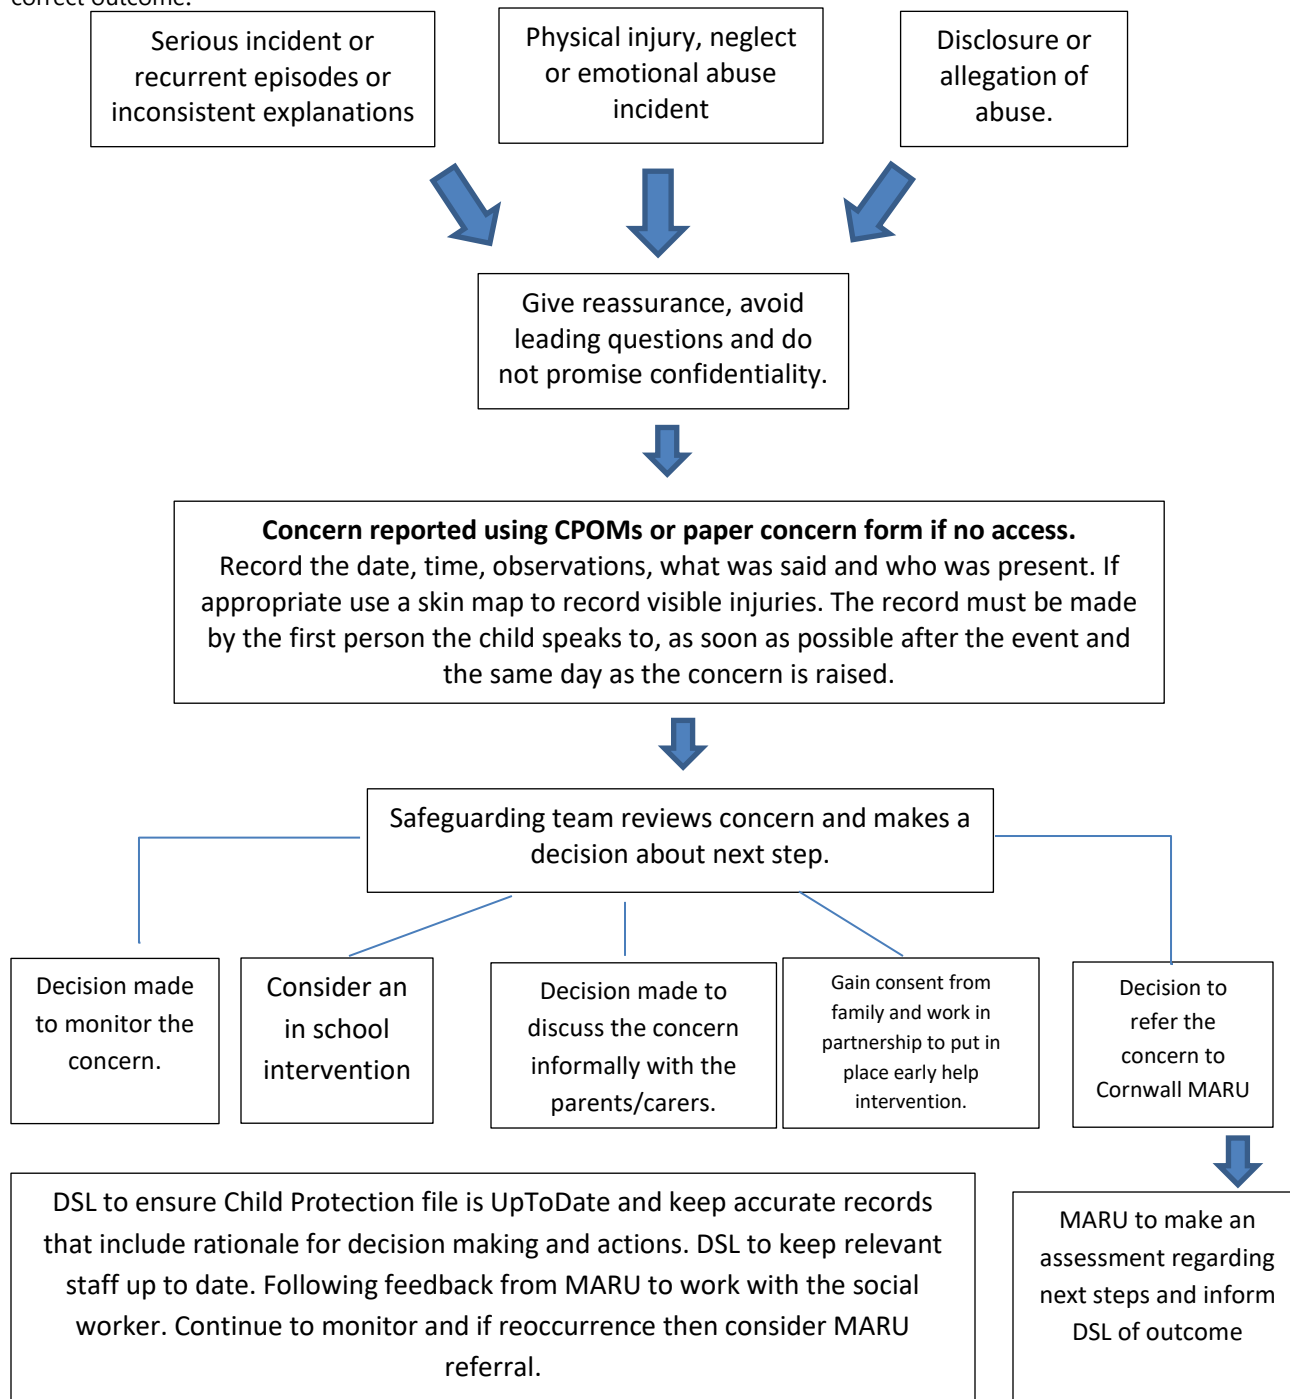 correct outcome.
Serious incident or
recurrent episodes or
inconsistent explanations
Physical injury, neglect
or emotional abuse
incident
Disclosure or
allegation of
abuse.
Give reassurance, avoid
leading questions and do
not promise confidentiality.
Concern reported using CPOMs or paper concern form if no access.
Record the date, time, observations, what was said and who was present. If
appropriate use a skin map to record visible injuries. The record must be made
by the first person the child speaks to, as soon as possible after the event and
the same day as the concern is raised.
Safeguarding team reviews concern and makes a
decision about next step.
Decision made
to monitor the
concern.
Consider an
in school
intervention
Decision made to
discuss the concern
informally with the
parents/carers.
Gain consent from
family and work in
partnership to put in
place early help
intervention.
Decision to
refer the
concern to
Cornwall MARU
DSL to ensure Child Protection file is UpToDate and keep accurate records
that include rationale for decision making and actions. DSL to keep relevant
staff up to date. Following feedback from MARU to work with the social
worker. Continue to monitor and if reoccurrence then consider MARU
referral.
MARU to make an
assessment regarding
next steps and inform
DSL of outcome